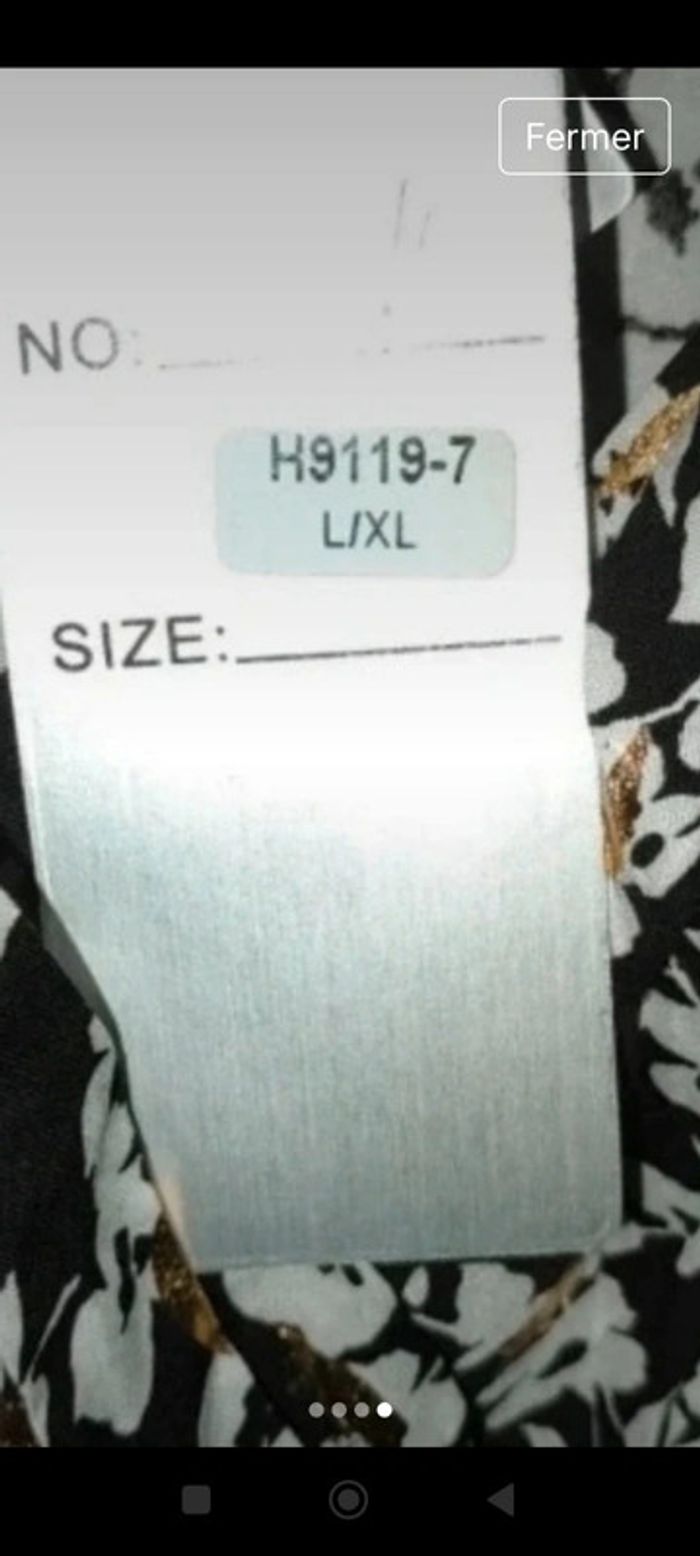 Fermer
NO:
H9119-7
L/XL
SIZE: